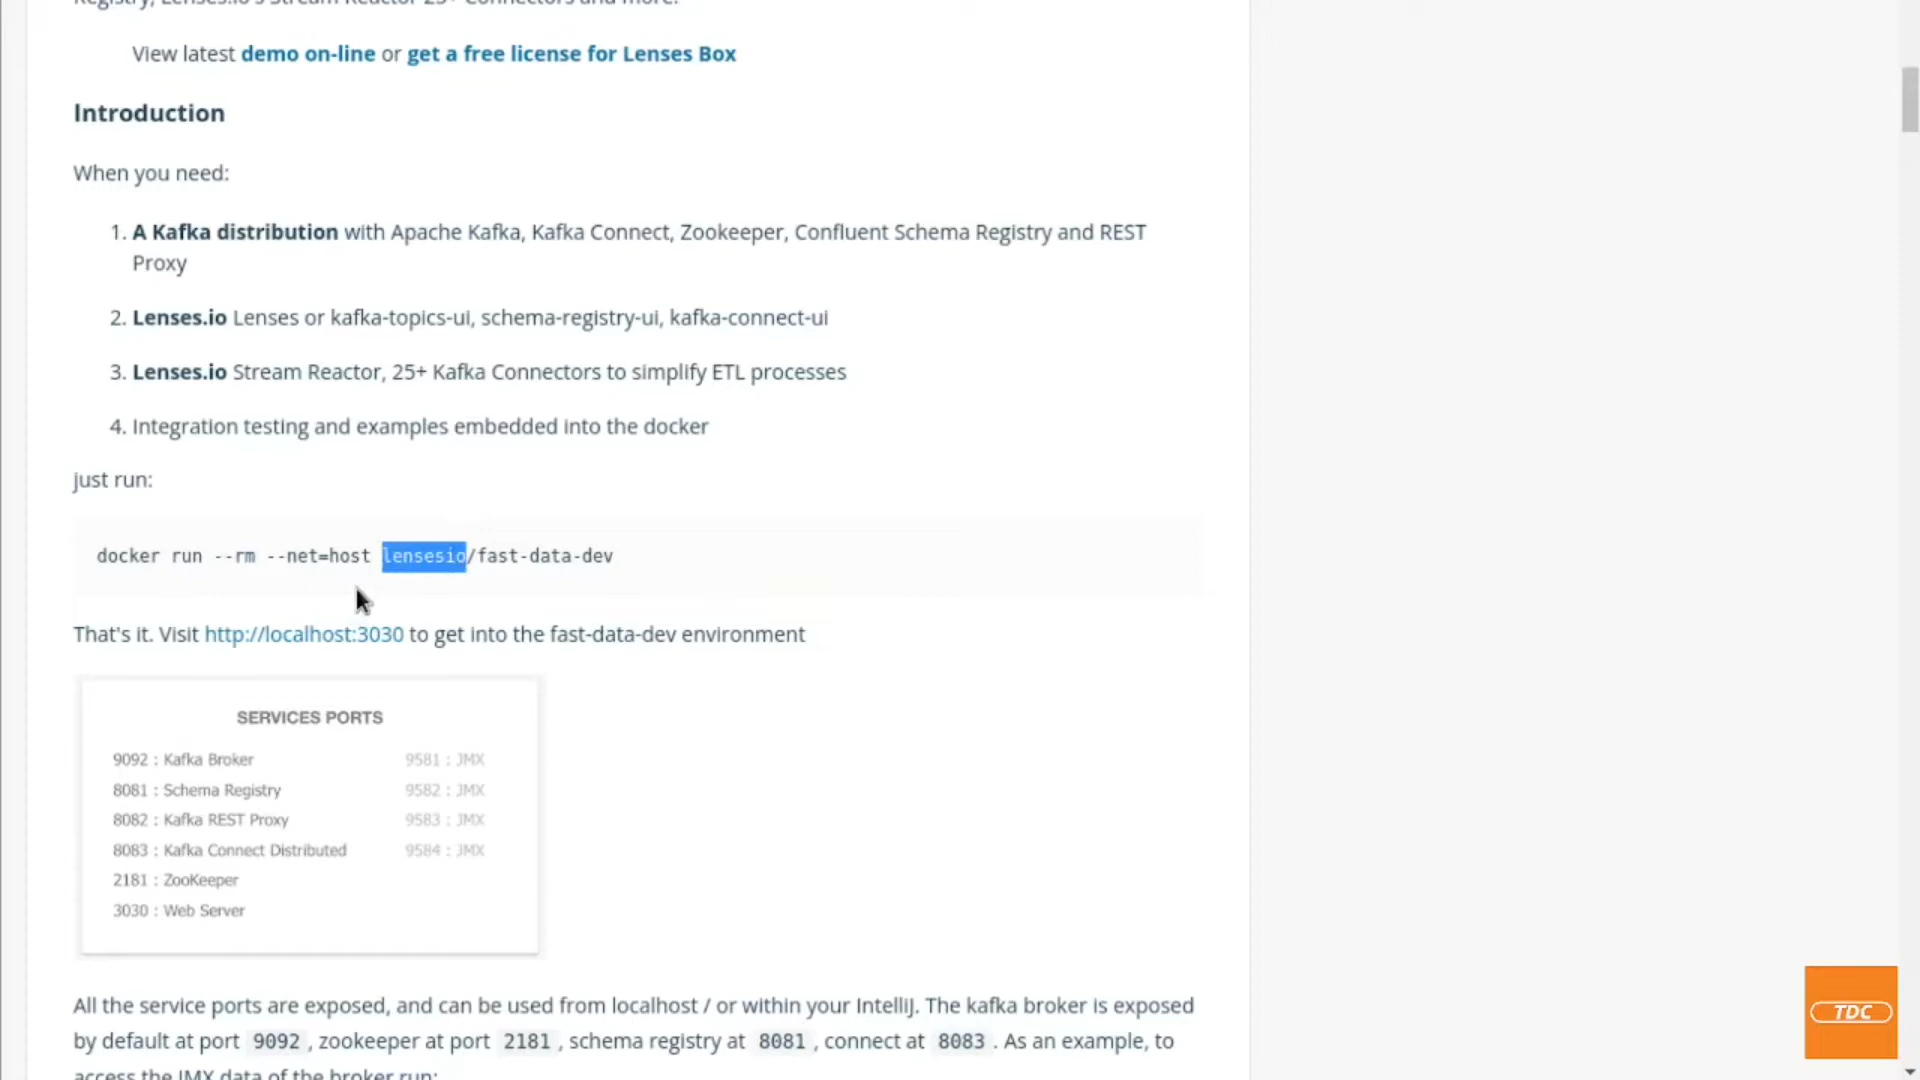 View latest demo on-line or get a free license for Lenses Box
Introduction
When you need:
1. A Kafka distribution with Apache Kafka, Kafka Connect, Zookeeper, Confluent Schema Registry and REST
Proxy
2. Lenses.io Lenses or kafka-topics-ui, schema-registry-ui, kafka-connect-ui
3. Lenses.io Stream Reactor, 25+ Kafka Connectors to simplify ETL processes
4. Integration testing and examples embedded into the docker
just run:
docker run --rm --net=host lensesio/fast-data-dev
That's it. Visit http://localhost:3030 to get into the fast-data-dev environment
SERVICES PORTS
9092 : Kafka Broker 9581 : JMX
8081 : Schema Registry 9582 : JMX
8082 : Kafka REST Proxy 9583 : JMX
8083 : Kafka Connect Distributed 9584 : JMX
2181 : ZooKeeper
3030 : Web Server
All the service ports are exposed, and can be used from localhost / or within your IntelliJ. The kafka broker is exposed
by default at port 9092 , zookeeper at port 2181 , schema registry at 8081 , connect at 8083 . As an example, to
access the JMX data of the broker run:
TDC